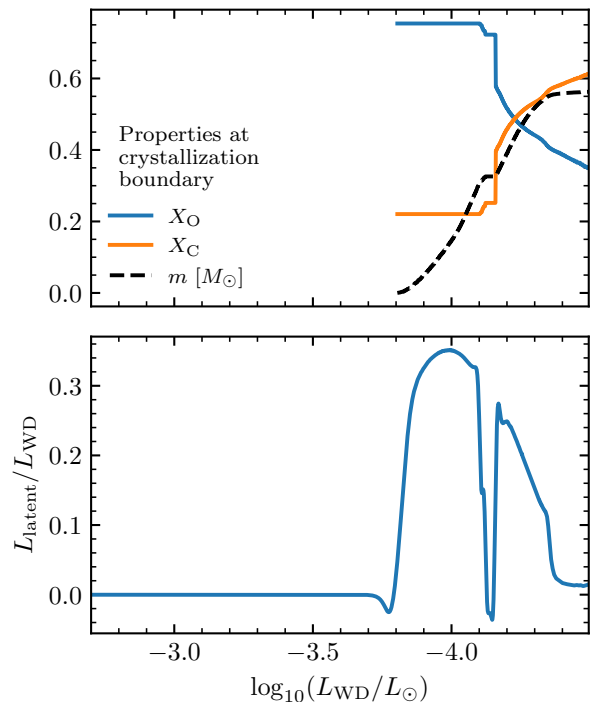 0.6
0.4
0.2
0.0
Properties at
crystallization
boundary
X_O
X_C
m [M_⊙]
0.3
0.2
0.1
0.0
L_latent/L_WD
−3.0
−3.5
−4.0
log_10(L_WD/L_⊙)